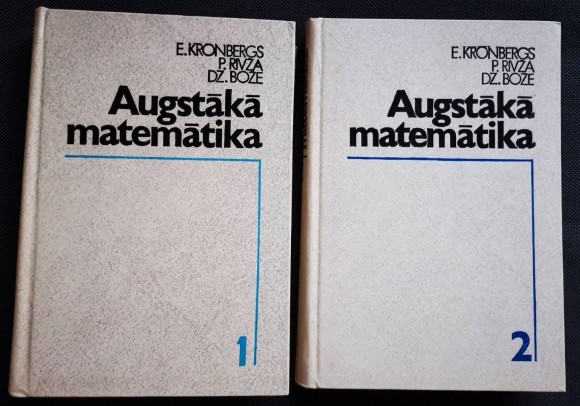 E. KRONBERGS
P. RIVŽA
DZ. BOŽE
Augstākā
matemātika
1
E. KRONBERGS
P. RIVŽA
DZ. BOŽE
Augstākā
matemātika
2